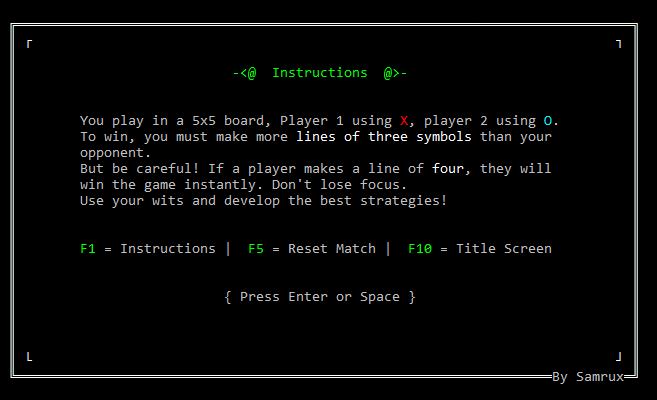 -<@  Instructions  @>-
You play in a 5x5 board, Player 1 using X, player 2 using O.
To win, you must make more lines of three symbols than your
opponent.
But be careful! If a player makes a line of four, they will
win the game instantly. Don't lose focus.
Use your wits and develop the best strategies!
F1 = Instructions |  F5 = Reset Match |  F10 = Title Screen
{ Press Enter or Space }
By Samrux